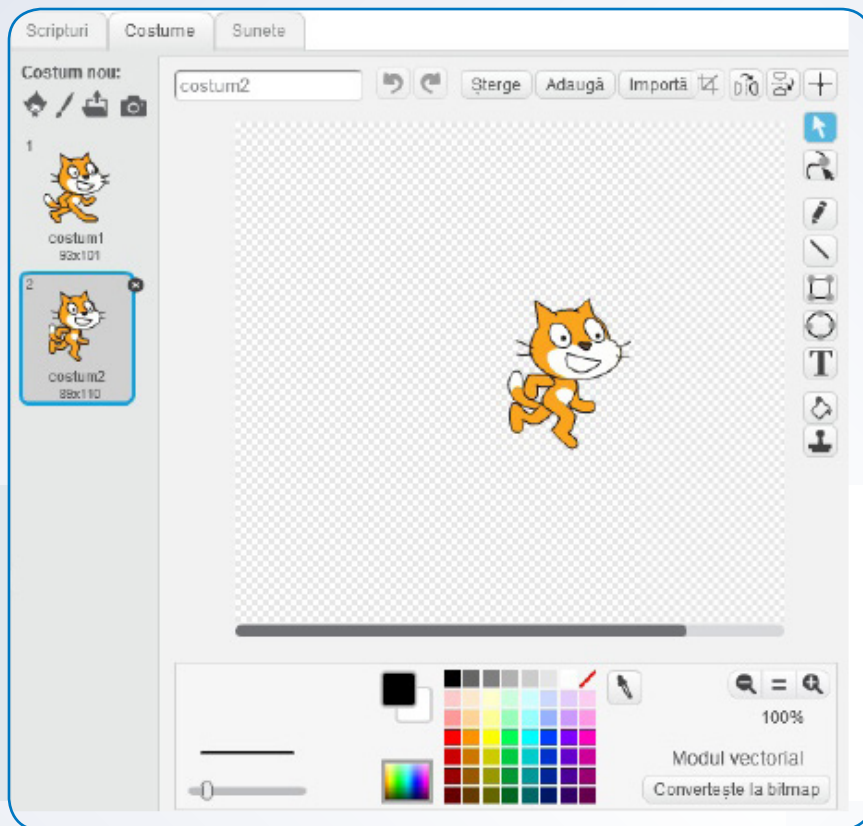 Scripturi Costume Sunete
Costum nou:
costum2 Șterge Adaugă Importă
1
costum1
93x101
2
costum2
89x110
T
100%
Modul vectorial
Convertește la bitmap